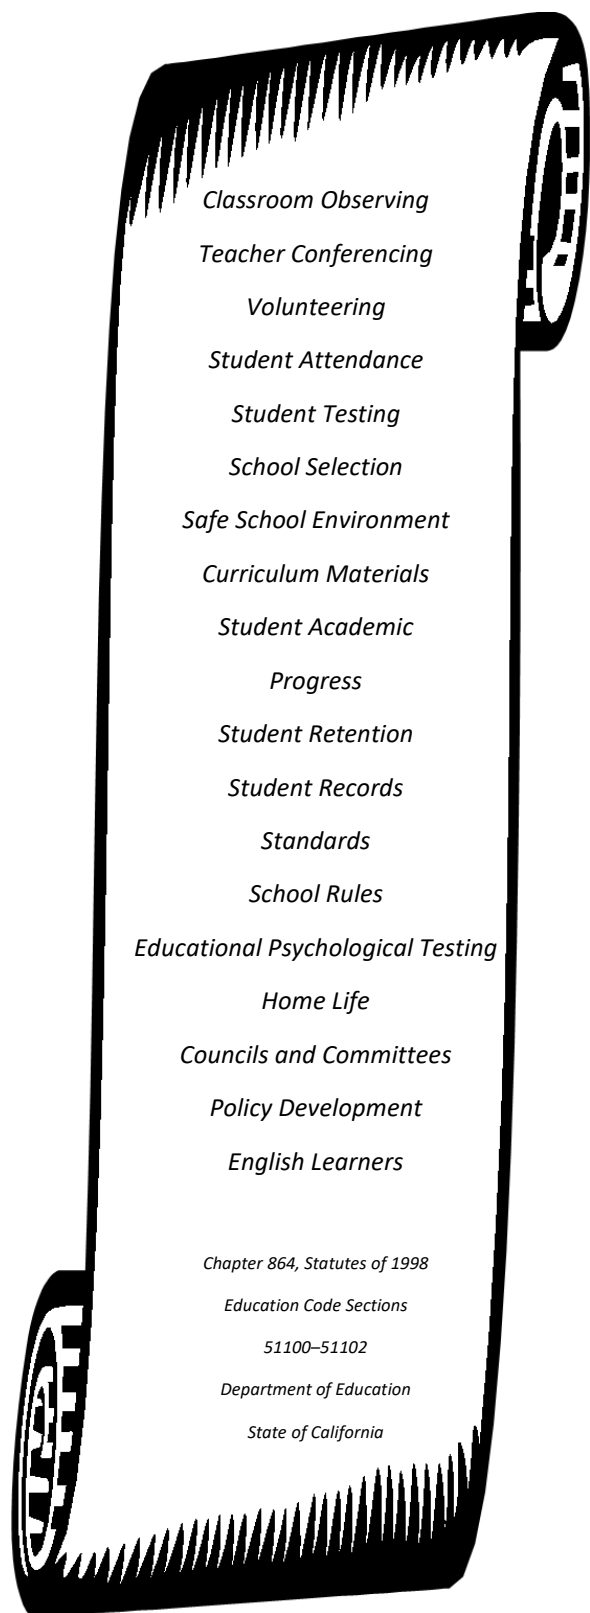 Classroom Observing
Teacher Conferencing
Volunteering
Student Attendance
Student Testing
School Selection
Safe School Environment
Curriculum Materials
Student Academic
Progress
Student Retention
Student Records
Standards
School Rules
Educational Psychological Testing
Home Life
Councils and Committees
Policy Development
English Learners
Chapter 864, Statutes of 1998
Education Code Sections
51100–51102
Department of Education
State of California